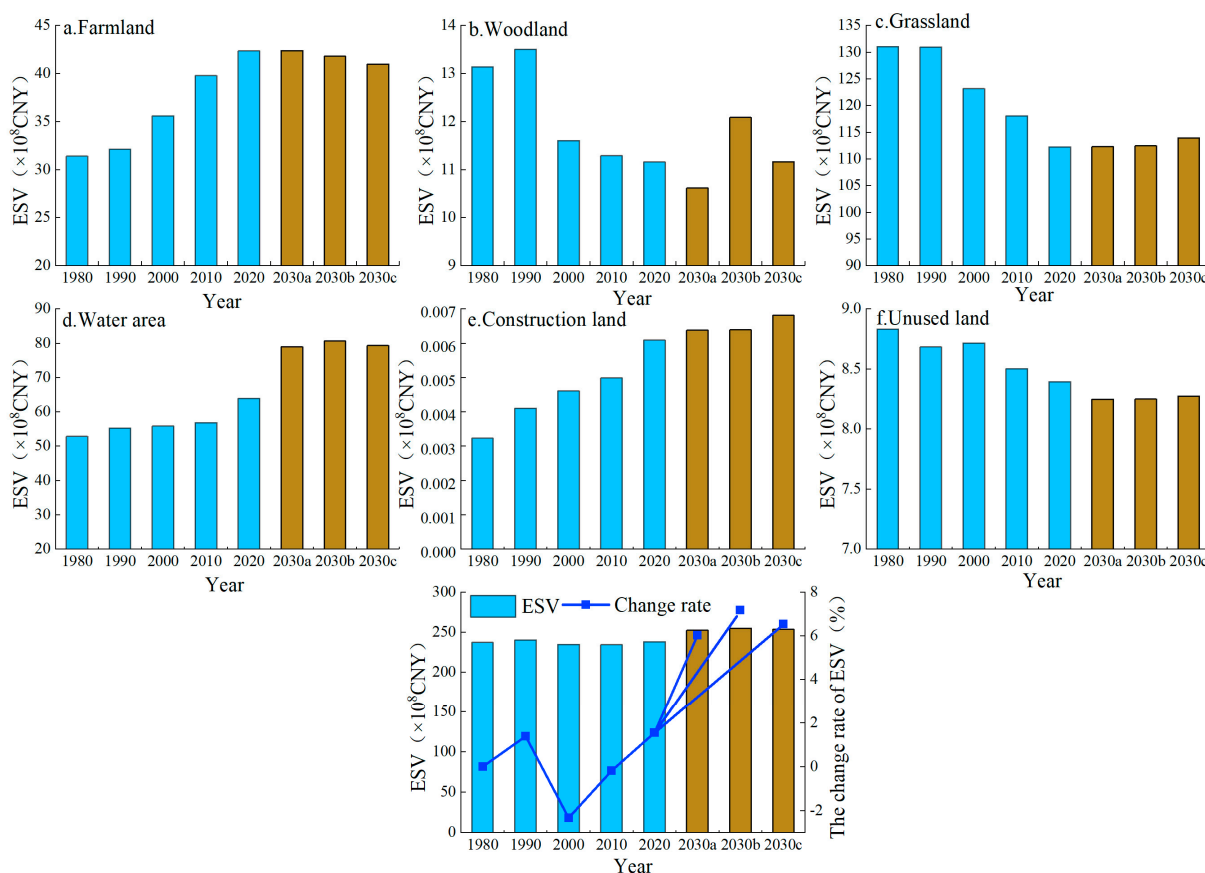 a.Farmland
ESV（×10⁸CNY）
45
40
35
30
25
20
1980 1990 2000 2010 2020 2030a 2030b 2030c
Year
b.Woodland
ESV（×10⁸CNY）
14
13
12
11
10
9
1980 1990 2000 2010 2020 2030a 2030b 2030c
Year
c.Grassland
ESV（×10⁸CNY）
135
130
125
120
115
110
105
100
95
90
1980 1990 2000 2010 2020 2030a 2030b 2030c
Year
d.Water area
ESV（×10⁸CNY）
90
80
70
60
50
40
30
20
1980 1990 2000 2010 2020 2030a 2030b 2030c
Year
e.Construction land
ESV（×10⁸CNY）
0.007
0.006
0.005
0.004
0.003
0.002
0.001
0.000
1980 1990 2000 2010 2020 2030a 2030b 2030c
Year
f.Unused land
ESV（×10⁸CNY）
9.0
8.5
8.0
7.5
7.0
1980 1990 2000 2010 2020 2030a 2030b 2030c
Year
ESV Change rate
ESV（×10⁸CNY）
300
250
200
150
100
50
0
8
6
4
2
0
-2
The change rate of ESV（%）
1980 1990 2000 2010 2020 2030a 2030b 2030c
Year